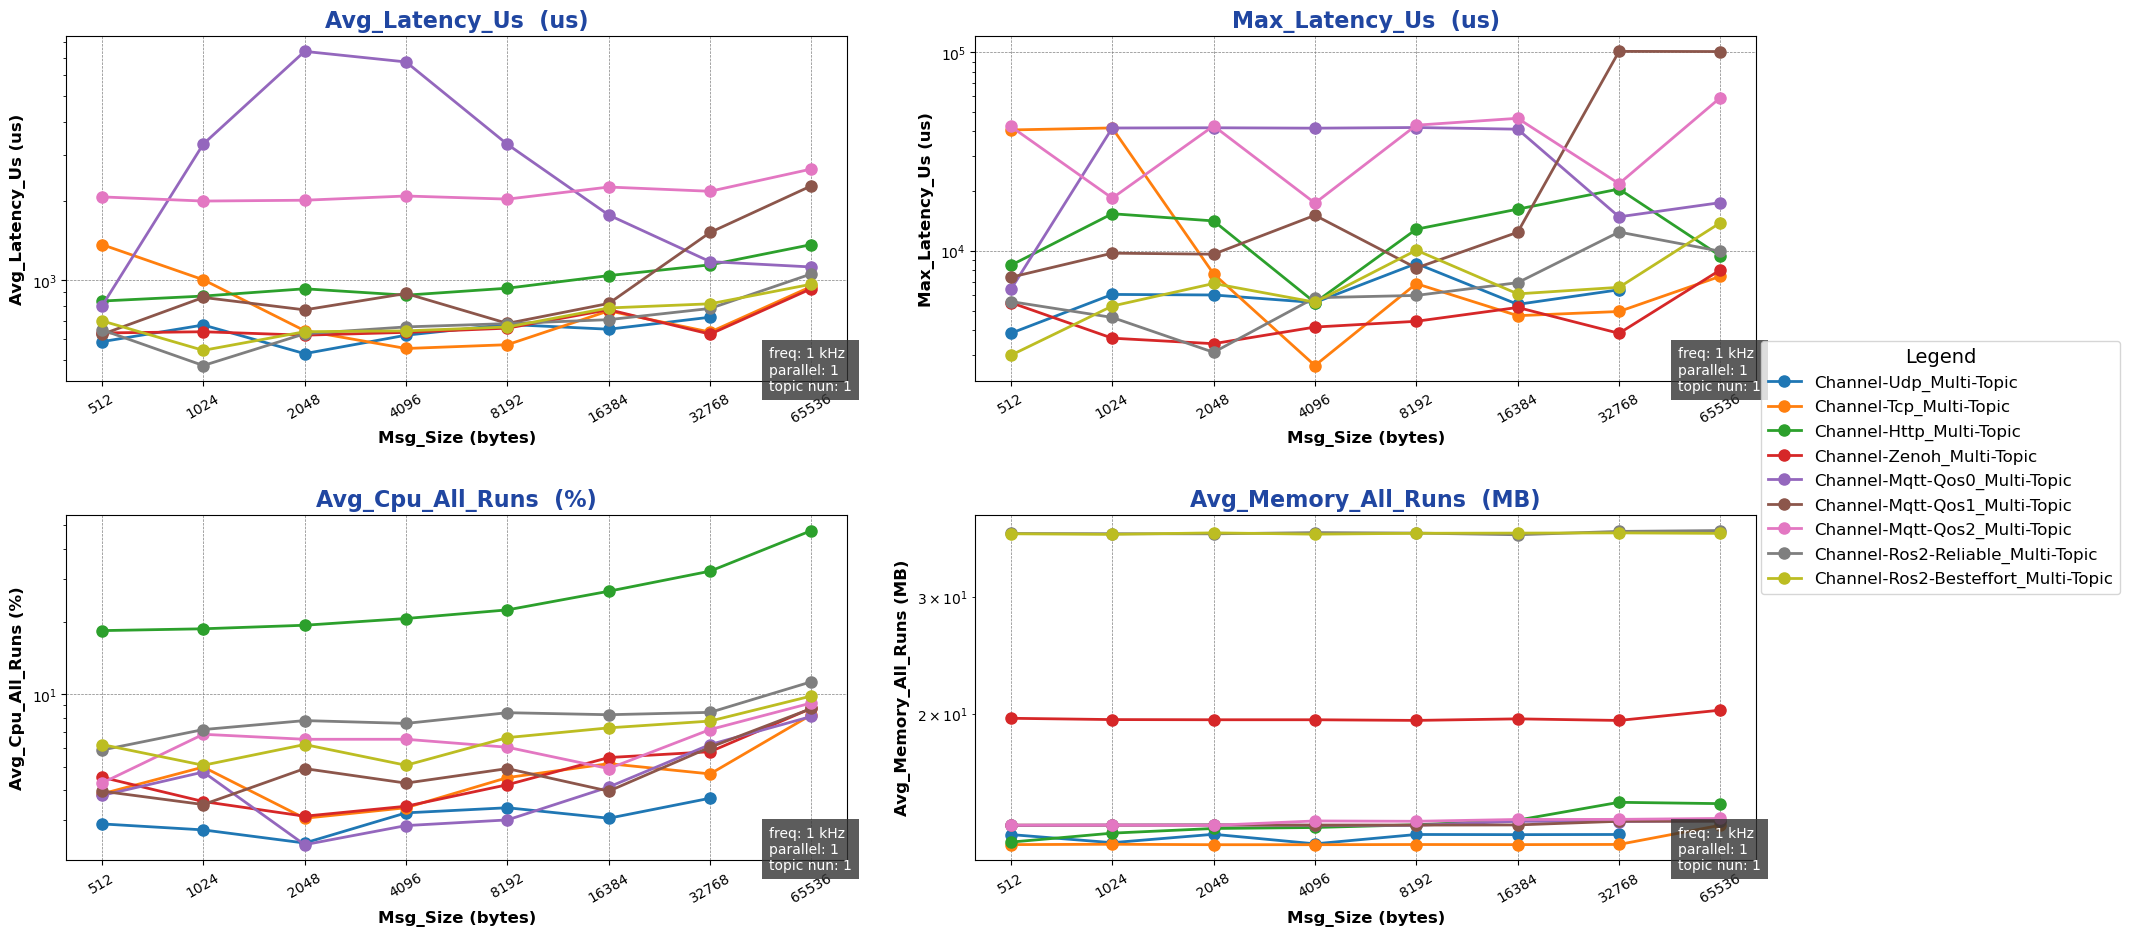 Avg_Latency_Us (us)
Avg_Latency_Us (us)
10³
512 1024 2048 4096 8192 16384 32768 65536
Msg_Size (bytes)
freq: 1 kHz
parallel: 1
topic nun: 1
Max_Latency_Us (us)
Max_Latency_Us (us)
10⁵
10⁴
512 1024 2048 4096 8192 16384 32768 65536
Msg_Size (bytes)
freq: 1 kHz
parallel: 1
topic nun: 1
Legend
Channel-Udp_Multi-Topic
Channel-Tcp_Multi-Topic
Channel-Http_Multi-Topic
Channel-Zenoh_Multi-Topic
Channel-Mqtt-Qos0_Multi-Topic
Channel-Mqtt-Qos1_Multi-Topic
Channel-Mqtt-Qos2_Multi-Topic
Channel-Ros2-Reliable_Multi-Topic
Channel-Ros2-Besteffort_Multi-Topic
Avg_Cpu_All_Runs (%)
Avg_Cpu_All_Runs (%)
10¹
512 1024 2048 4096 8192 16384 32768 65536
Msg_Size (bytes)
freq: 1 kHz
parallel: 1
topic nun: 1
Avg_Memory_All_Runs (MB)
Avg_Memory_All_Runs (MB)
3 × 10¹
2 × 10¹
512 1024 2048 4096 8192 16384 32768 65536
Msg_Size (bytes)
freq: 1 kHz
parallel: 1
topic nun: 1